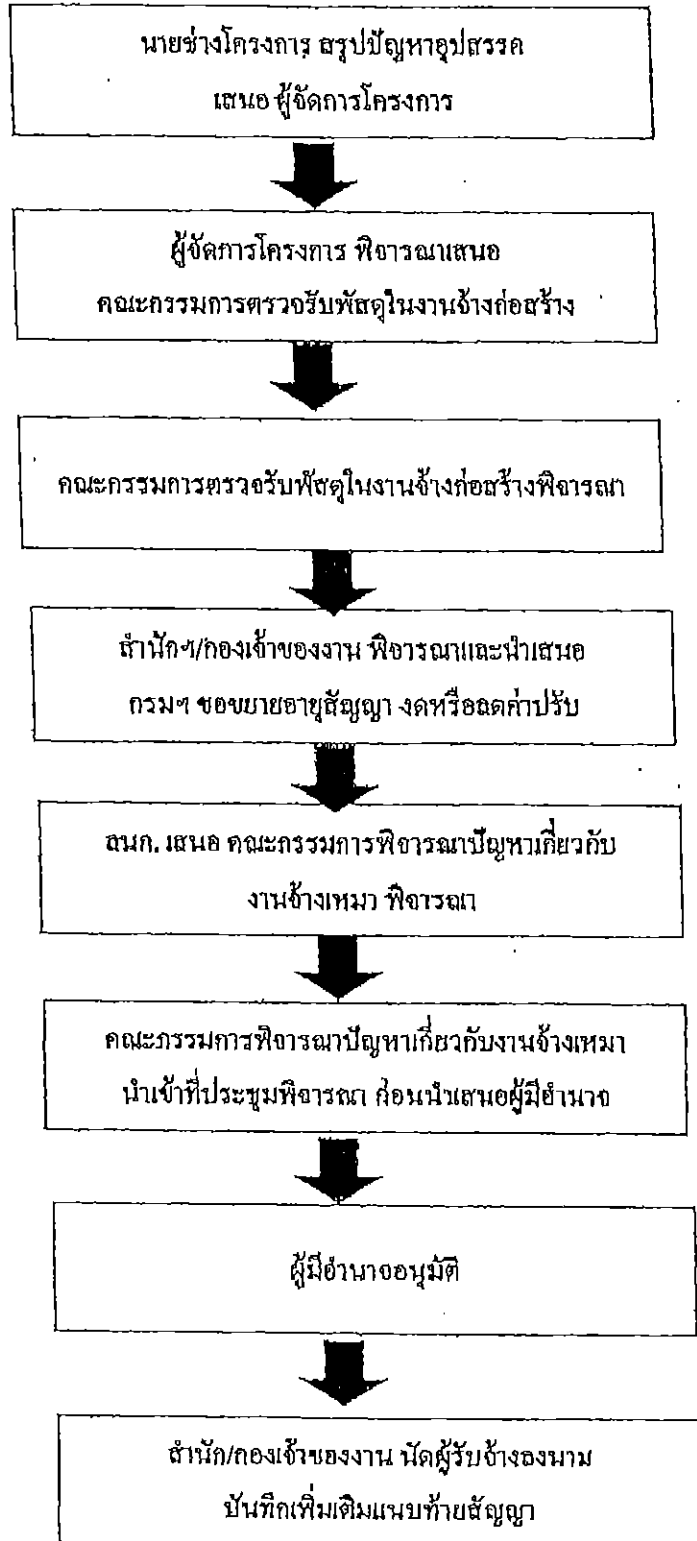 นายช่างโครงการ สรุปปัญหาอุปสรรค
เสนอ ผู้จัดการโครงการ
ผู้จัดการโครงการ พิจารณาเสนอ
คณะกรรมการตรวจรับพัสดุในงานจ้างก่อสร้าง
คณะกรรมการตรวจรับพัสดุในงานจ้างก่อสร้างพิจารณา
สำนักฯ/กองเจ้าของงาน พิจารณาและนำเสนอ
กรมฯ ขอขยายอายุสัญญา งดหรือลดค่าปรับ
สนก. เสนอ คณะกรรมการพิจารณาปัญหาเกี่ยวกับ
งานจ้างเหมา พิจารณา
คณะกรรมการพิจารณาปัญหาเกี่ยวกับงานจ้างเหมา
นำเข้าที่ประชุมพิจารณา ก่อนนำเสนอผู้มีอำนาจ
ผู้มีอำนาจอนุมัติ
สำนัก/กองเจ้าของงาน นัดผู้รับจ้างลงนาม
บันทึกเพิ่มเติมแนบท้ายสัญญา